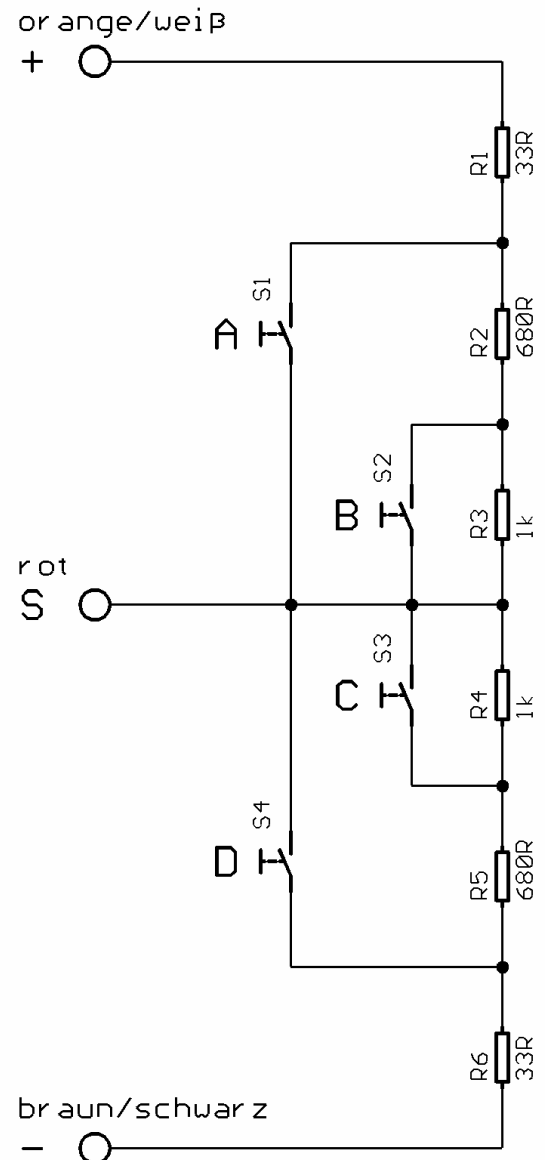 orange/weiß
+
R1 33R
S1
A
R2 680R
S2
B
R3 1k
rot
S
S3
C
R4 1k
S4
D
R5 680R
R6 33R
braun/schwarz
-